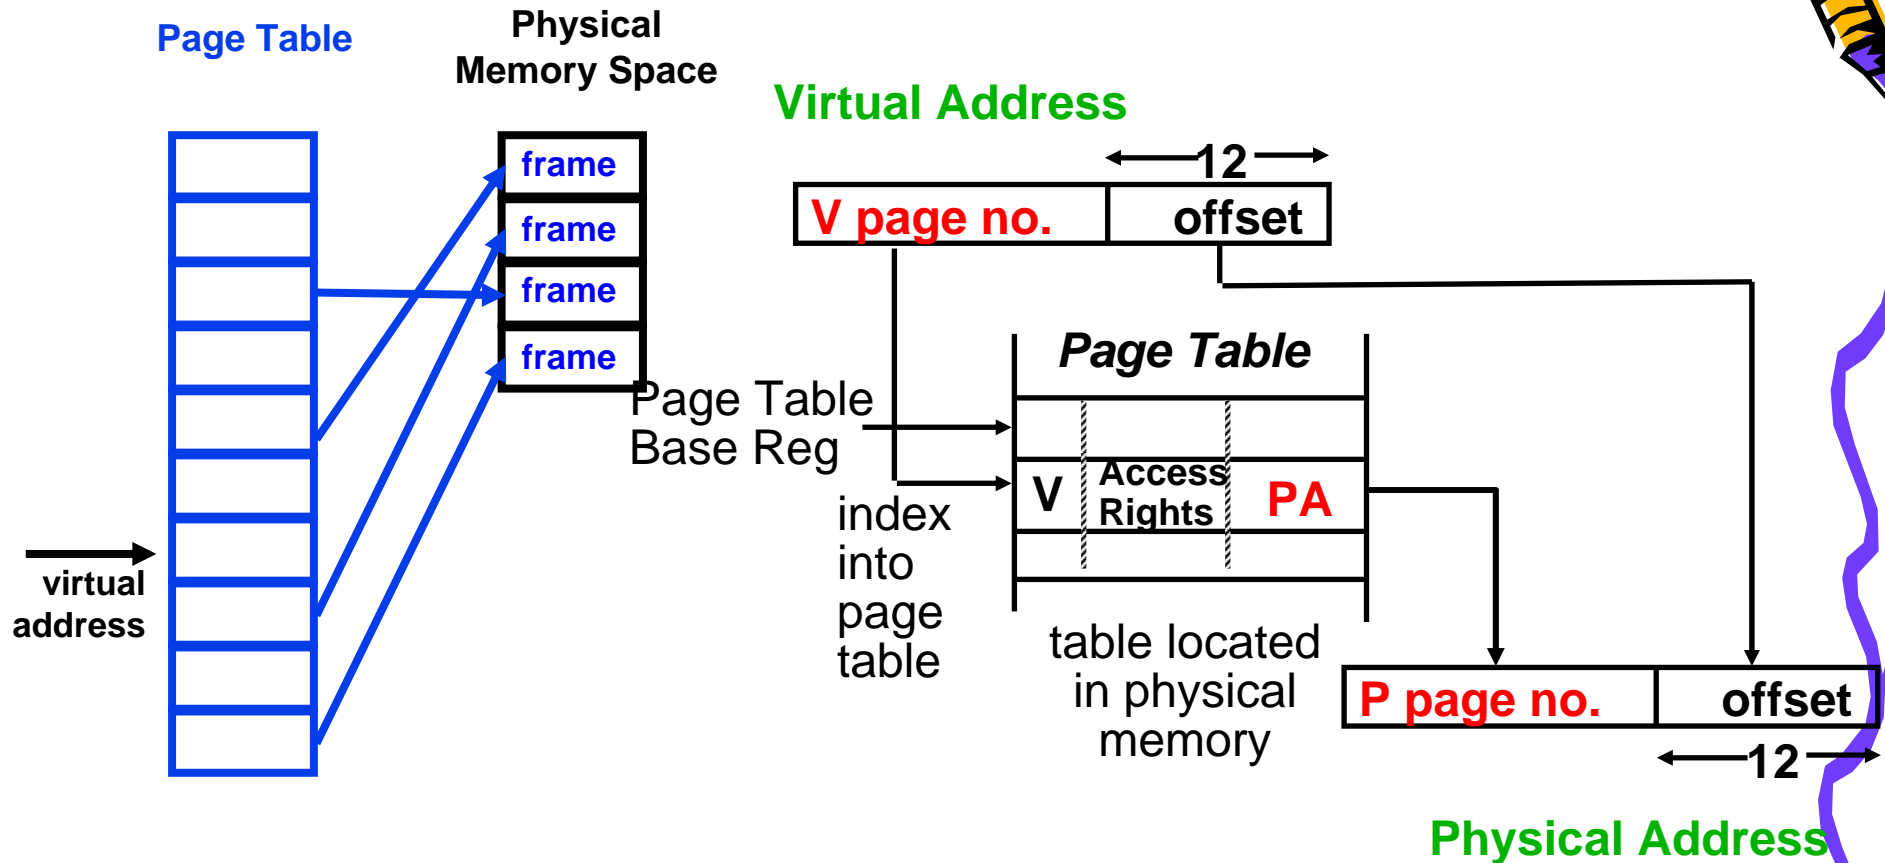 Page Table
Physical
Memory Space
frame
frame
frame
frame
virtual
address
Virtual Address
12
V page no.
offset
Page Table
Page Table
Base Reg
V
Access
Rights
PA
index
into
page
table
table located
in physical
memory
P page no.
offset
12
Physical Address